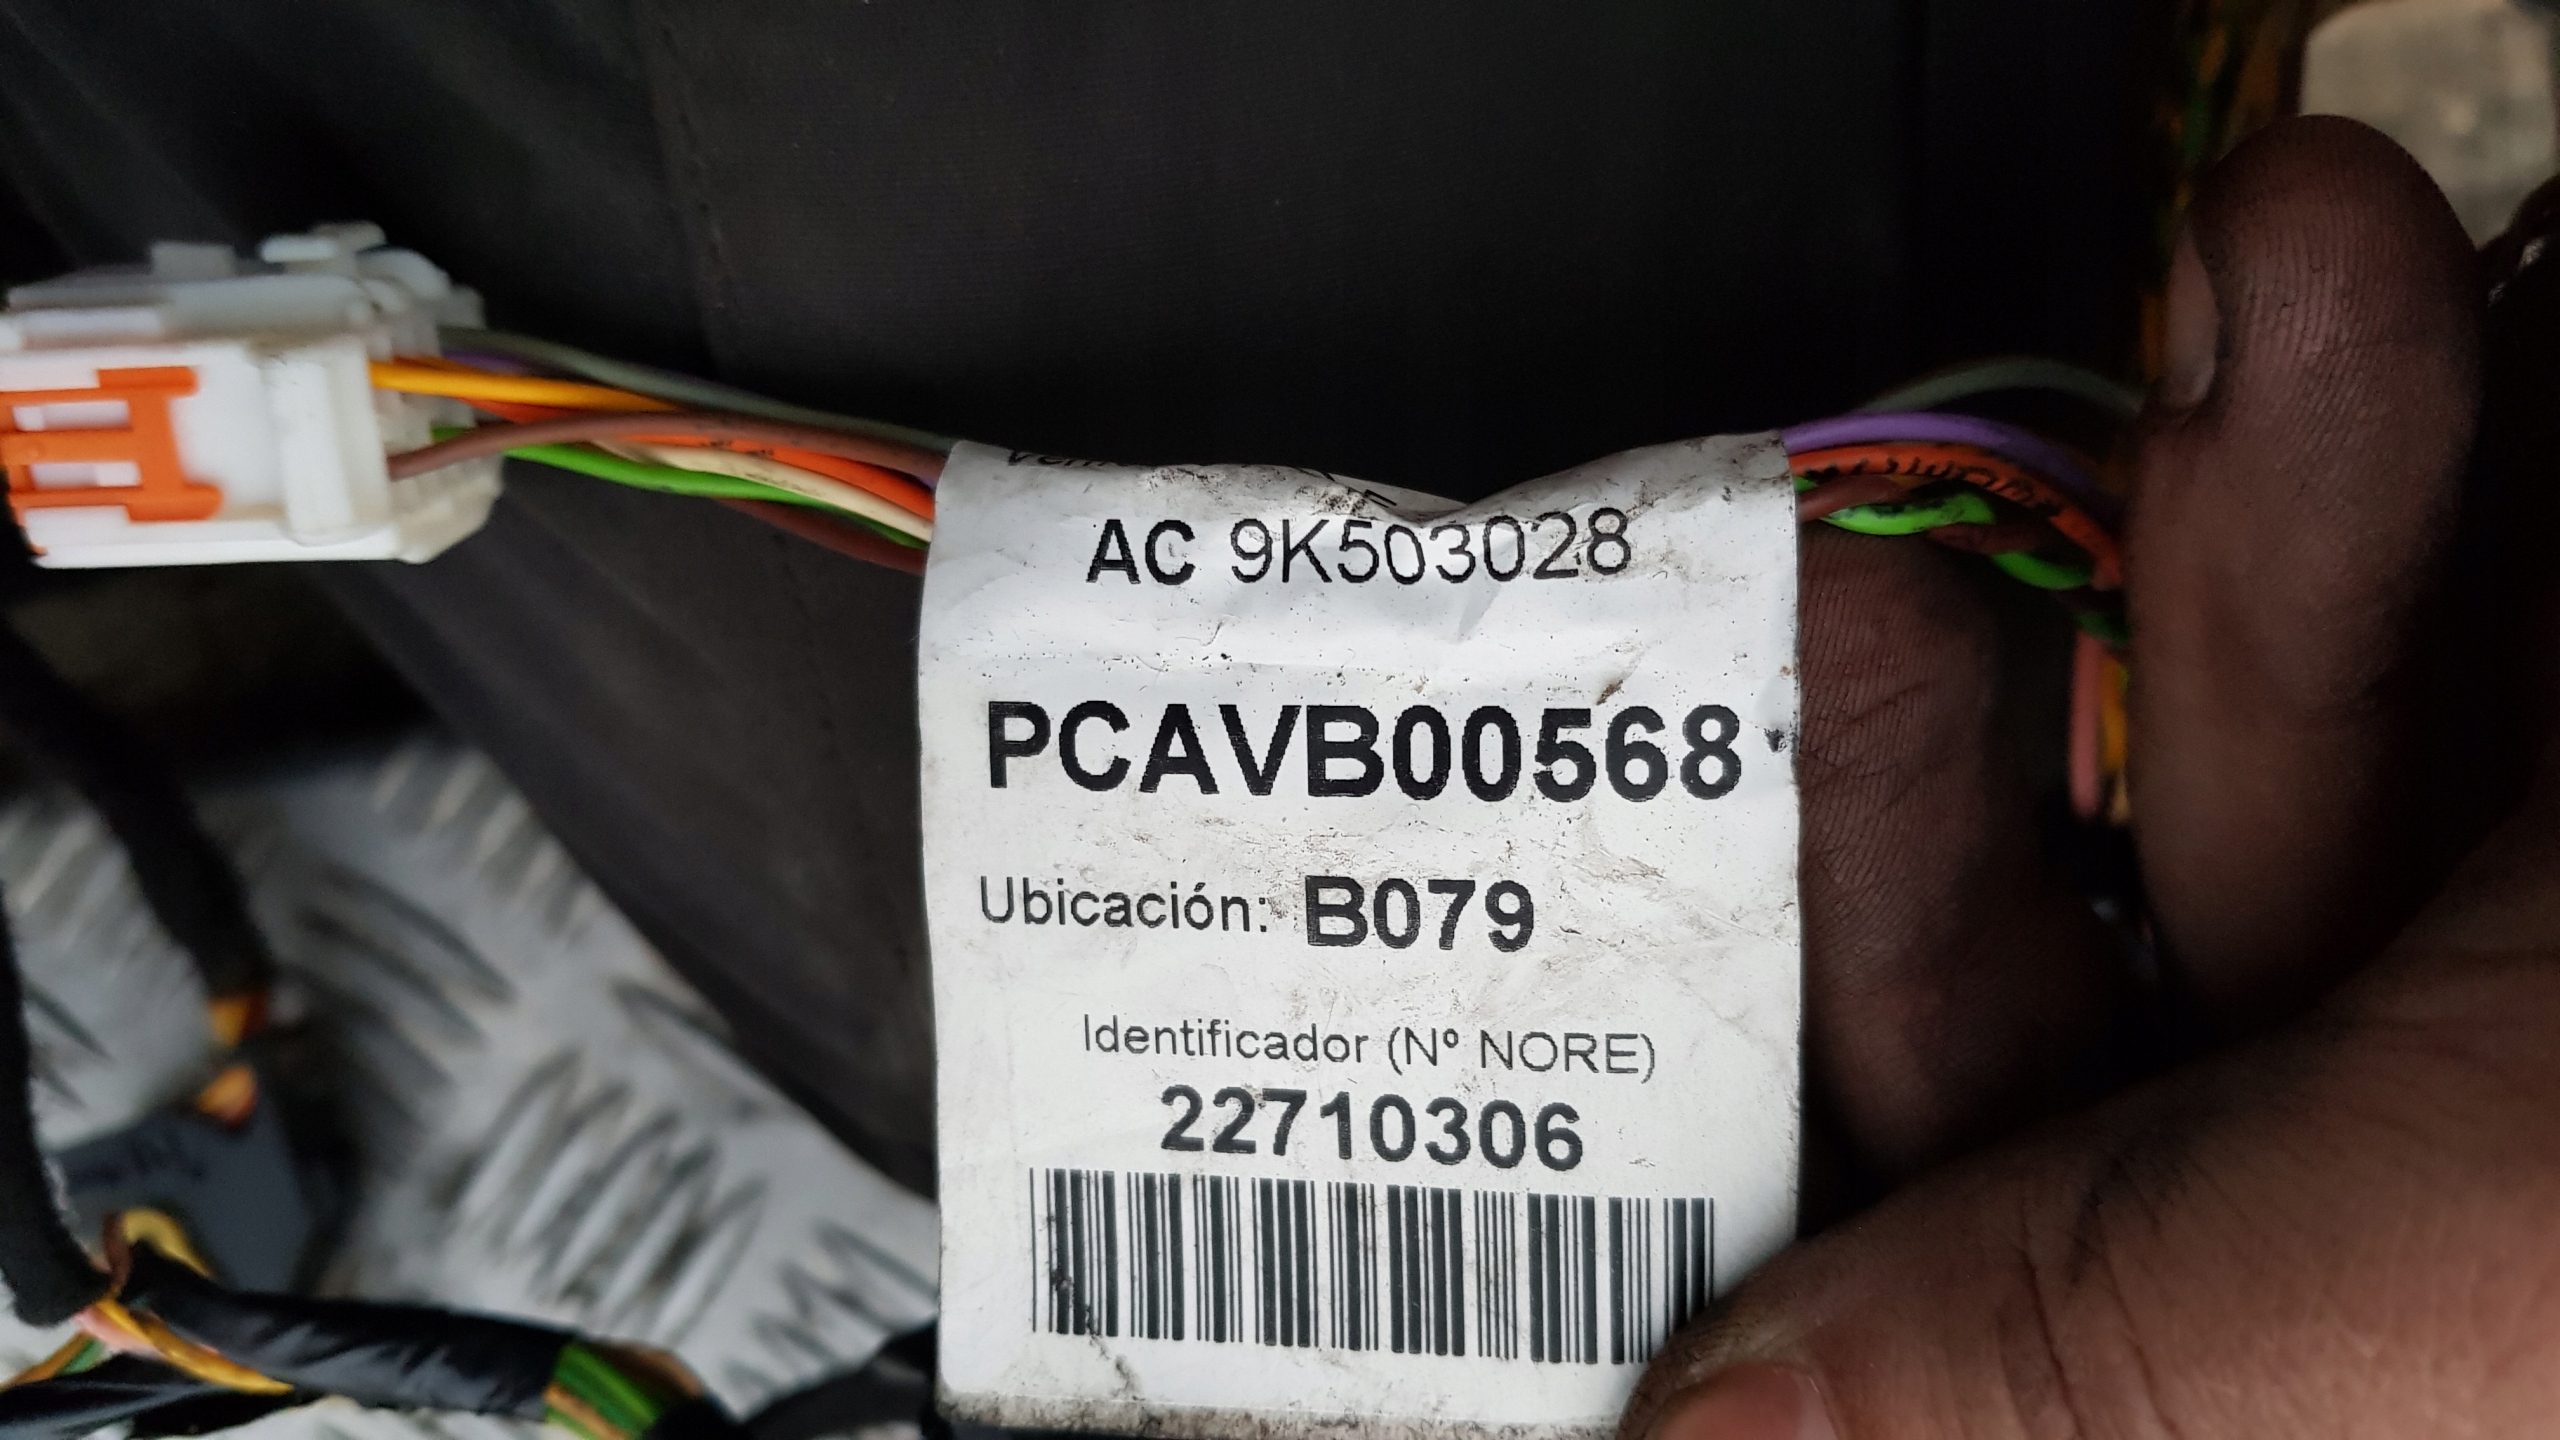 AC 9K503028
PCAVB00568
Ubicación: B079
Identificador (Nº NORE)
22710306